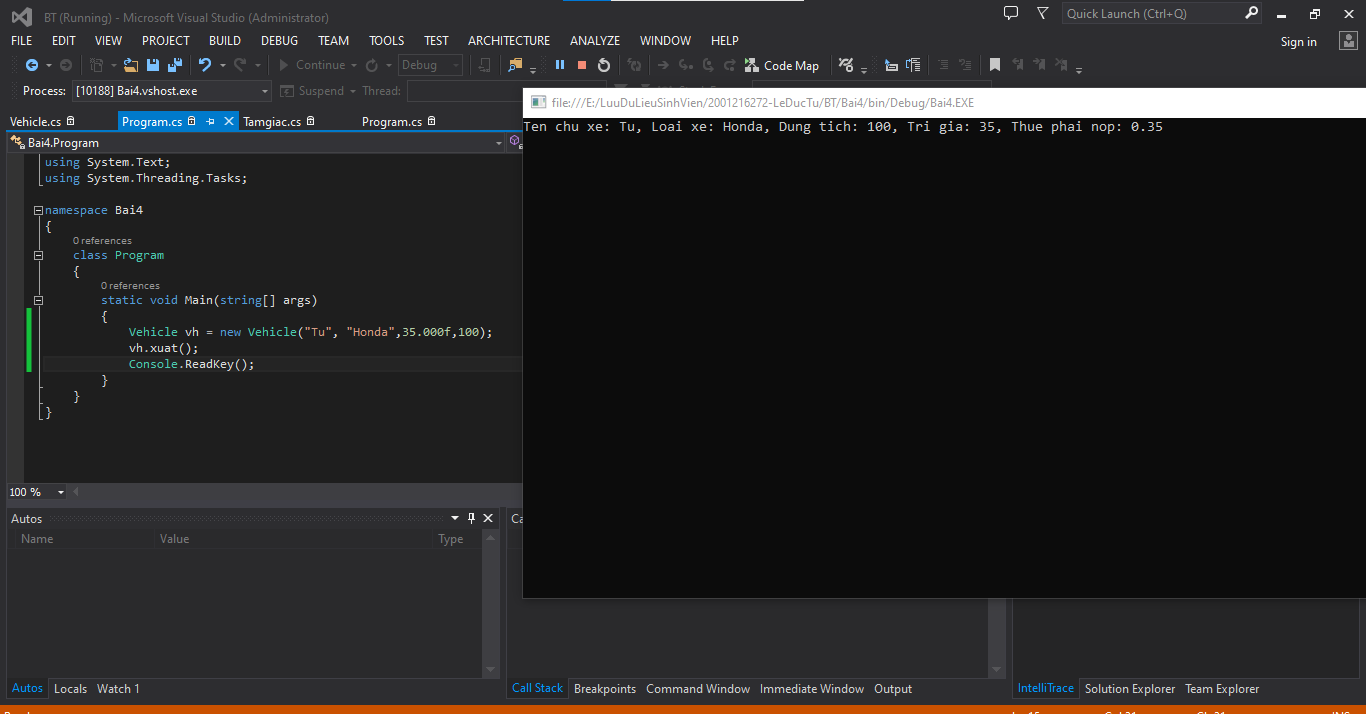 BT (Running) - Microsoft Visual Studio (Administrator)
Quick Launch (Ctrl+Q)
FILE EDIT VIEW PROJECT BUILD DEBUG TEAM TOOLS TEST ARCHITECTURE ANALYZE WINDOW HELP
Sign in
Continue Debug Code Map
Process: [10188] Bai4.vshost.exe Suspend Thread:
file:///E:/LuuDuLieuSinhVien/2001216272-LeDucTu/BT/Bai4/bin/Debug/Bai4.EXE
Vehicle.cs Program.cs Tamgiac.cs Program.cs
Ten chu xe: Tu, Loai xe: Honda, Dung tich: 100, Tri gia: 35, Thue phai nop: 0.35
Bai4.Program
using System.Text;
using System.Threading.Tasks;
namespace Bai4
{
0 references
class Program
{
0 references
static void Main(string[] args)
{
Vehicle vh = new Vehicle("Tu", "Honda",35.000f,100);
vh.xuat();
Console.ReadKey();
}
}
}
100 %
Autos
Name Value Type
Autos Locals Watch 1
Call Stack Breakpoints Command Window Immediate Window Output
IntelliTrace Solution Explorer Team Explorer